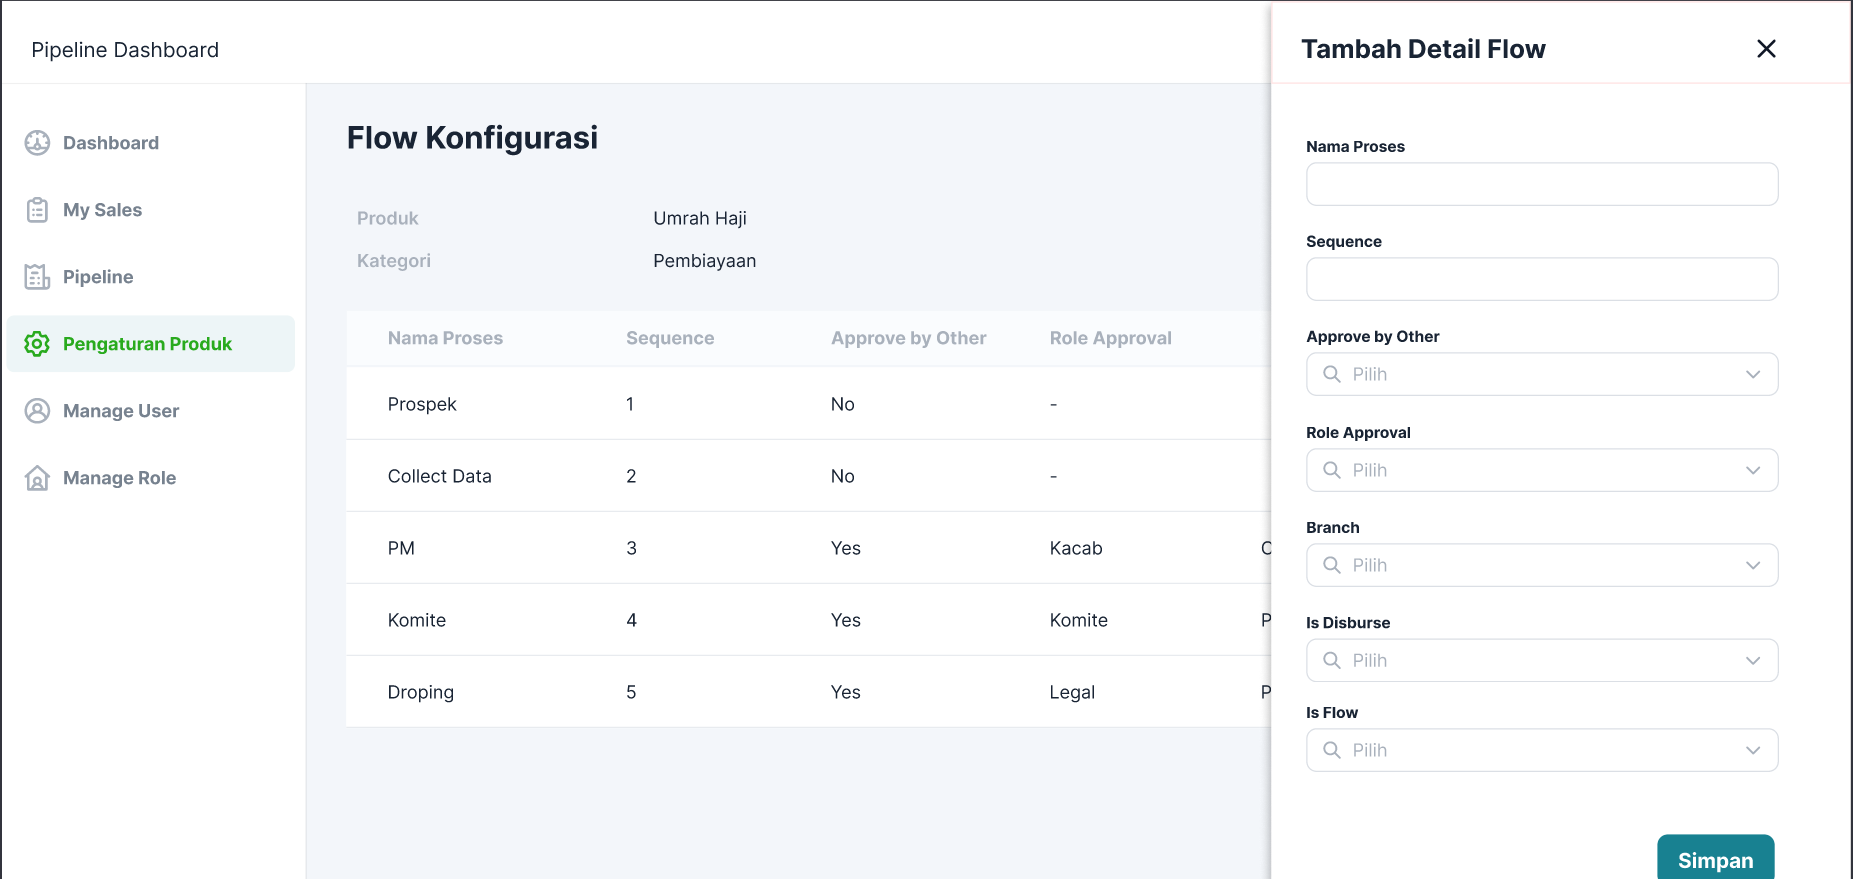 Pipeline Dashboard
Dashboard
My Sales
Pipeline
Pengaturan Produk
Manage User
Manage Role
Flow Konfigurasi
Produk Umrah Haji
Kategori Pembiayaan
Nama Proses Sequence Approve by Other Role Approval
Prospek 1 No -
Collect Data 2 No -
PM 3 Yes Kacab
Komite 4 Yes Komite P
Droping 5 Yes Legal P
Tambah Detail Flow
Nama Proses
Sequence
Approve by Other
Pilih
Role Approval
Pilih
Branch
Pilih
Is Disburse
Pilih
Is Flow
Pilih
Simpan